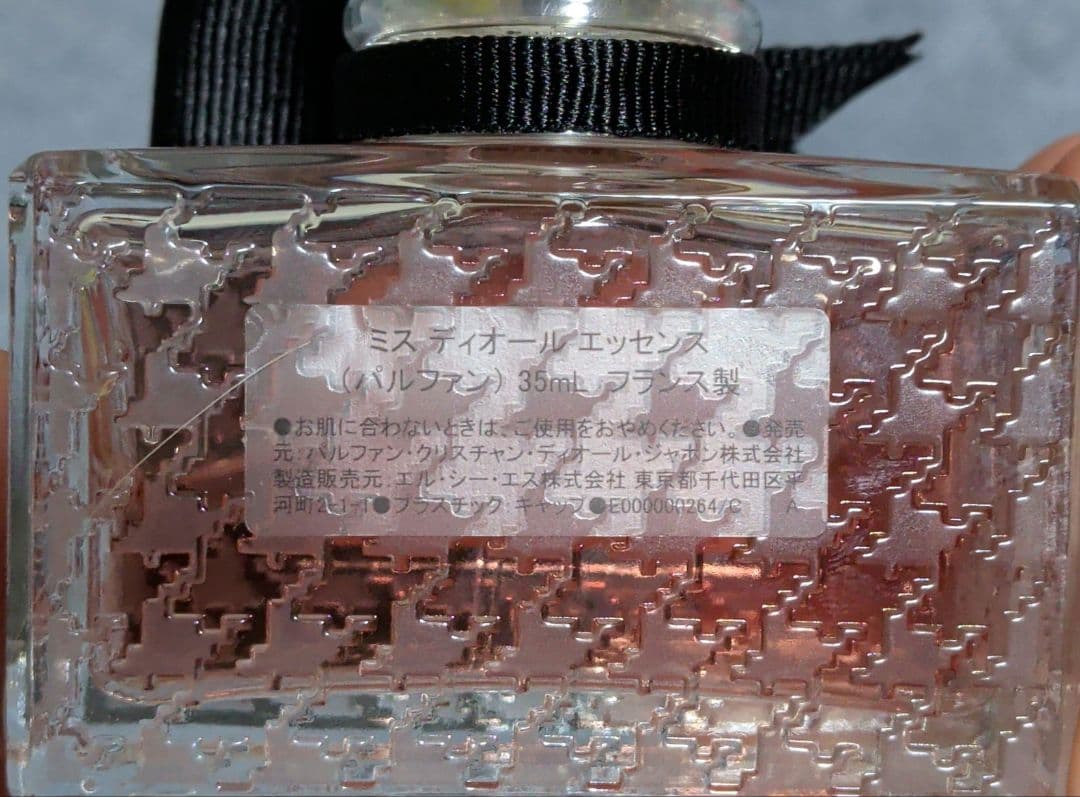 ミス ディオール エッセンス
（パルファン）35mL フランス製
●お肌に合わないときは、ご使用をおやめください。●発売
元 パルファン・クリスチャン・ディオール・ジャポン株式会社
製造販売元 エル・シー・エス株式会社 東京都千代田区平
河町2-1-1●プラスチック:キャップ●E000000264/C A